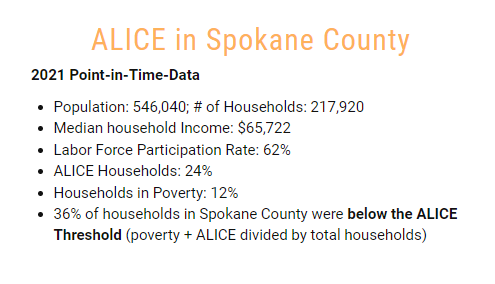 ALICE in Spokane County
2021 Point-in-Time-Data
• Population: 546,040; # of Households: 217,920
• Median household Income: $65,722
• Labor Force Participation Rate: 62%
• ALICE Households: 24%
• Households in Poverty: 12%
• 36% of households in Spokane County were below the ALICE
Threshold (poverty + ALICE divided by total households)